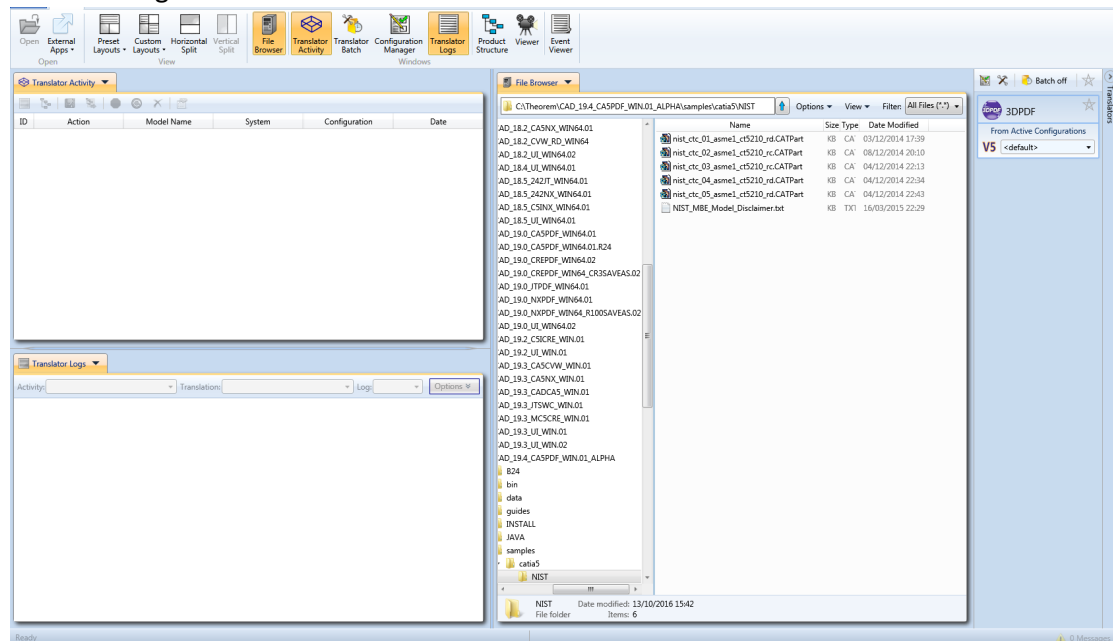 Open External Apps Preset Layouts Custom Layouts Horizontal Split Vertical Split File Browser Translator Activity Translator Batch Configuration Manager Translator Logs Product Structure Viewer Event Viewer
Open View Windows
Translator Activity
ID Action Model Name System Configuration Date
Translator Logs
Activity: Translation: Log: Options
File Browser
C:\Theorem\CAD_19.4_CA5PDF_WIN.01_ALPHA\samples\catia5\NIST Options View Filter: All Files (*.*)
AD_18.2_CA5NX_WIN64.01
AD_18.2_CVW_RD_WIN64
AD_18.2_UI_WIN64.02
AD_18.4_UI_WIN64.01
AD_18.5_242JT_WIN64.01
AD_18.5_242NX_WIN64.01
AD_18.5_C5INX_WIN64.01
AD_18.5_UI_WIN64.01
AD_19.0_CA5PDF_WIN64.01
AD_19.0_CA5PDF_WIN64.01.R24
AD_19.0_CREPDF_WIN64.02
AD_19.0_CREPDF_WIN64_CR3SAVEAS.02
AD_19.0_JTPDF_WIN64.01
AD_19.0_NXPDF_WIN64.01
AD_19.0_NXPDF_WIN64_R100SAVEAS.02
AD_19.0_UI_WIN64.02
AD_19.2_C5ICRE_WIN.01
AD_19.2_UI_WIN.01
AD_19.3_CA5CVW_WIN.01
AD_19.3_CA5NX_WIN.01
AD_19.3_CADCA5_WIN.01
AD_19.3_JTSWC_WIN.01
AD_19.3_MC5CRE_WIN.01
AD_19.3_UI_WIN.01
AD_19.3_UI_WIN.02
AD_19.4_CA5PDF_WIN.01_ALPHA
B24
bin
data
guides
INSTALL
JAVA
samples
catia5
NIST
Name Size Type Date Modified
nist_ctc_01_asme1_ct5210_rd.CATPart KB CA 03/12/2014 17:39
nist_ctc_02_asme1_ct5210_rc.CATPart KB CA 08/12/2014 20:10
nist_ctc_03_asme1_ct5210_rc.CATPart KB CA 04/12/2014 22:13
nist_ctc_04_asme1_ct5210_rd.CATPart KB CA 04/12/2014 22:34
nist_ctc_05_asme1_ct5210_rd.CATPart KB CA 04/12/2014 22:43
NIST_MBE_Model_Disclaimer.txt KB TXT 16/03/2015 22:29
NIST Date modified: 13/10/2016 15:42
File folder Items: 6
Batch off
Translators
3DPDF 3DPDF
From Active Configurations
V5 <default>
Ready 0 Messages